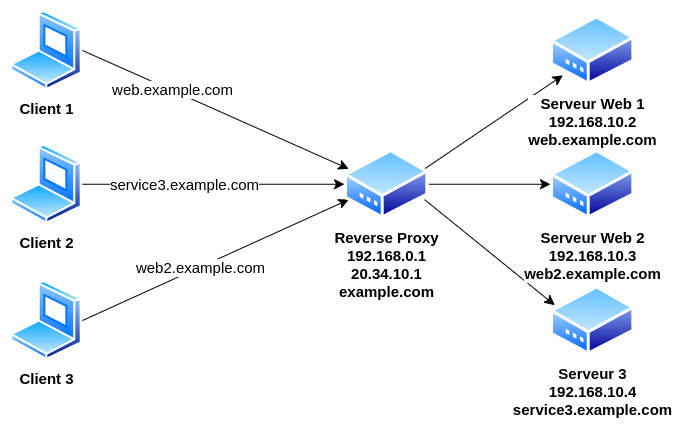 web.example.com
Client 1
service3.example.com
Client 2
web2.example.com
Client 3
Reverse Proxy
192.168.0.1
20.34.10.1
example.com
Serveur Web 1
192.168.10.2
web.example.com
Serveur Web 2
192.168.10.3
web2.example.com
Serveur 3
192.168.10.4
service3.example.com